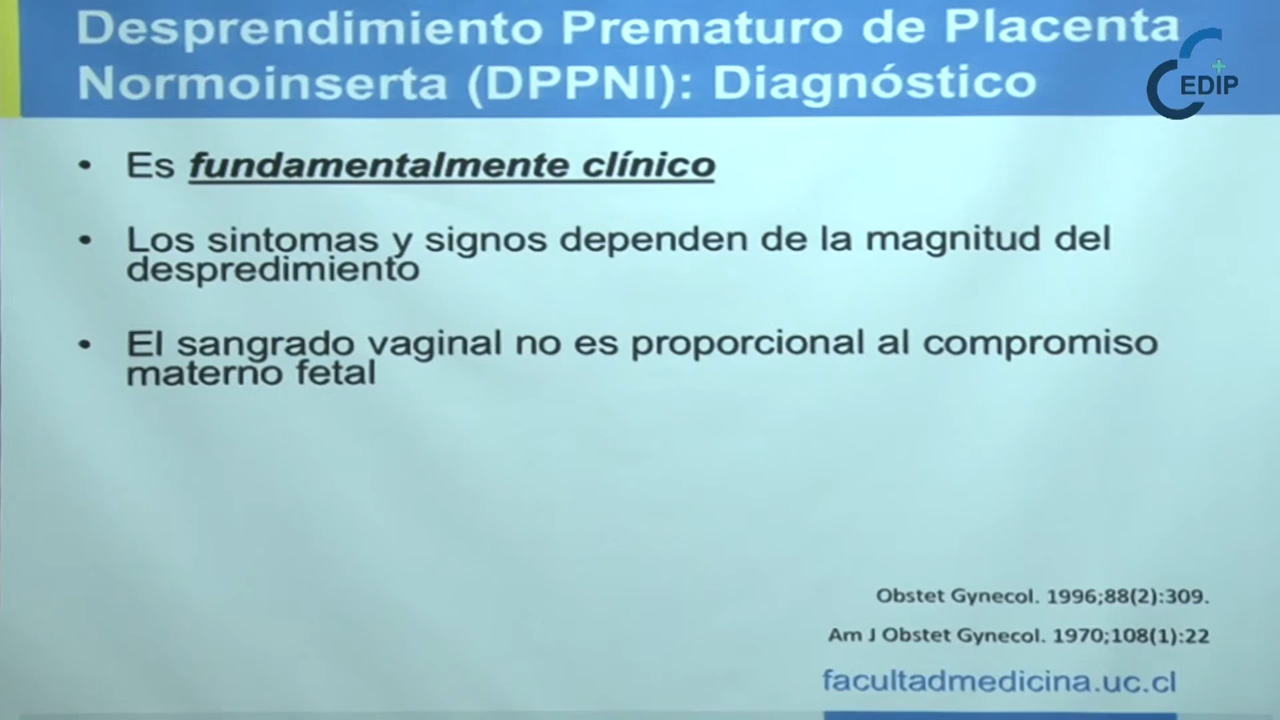 Desprendimiento Prematuro de Placenta
Normoinserta (DPPNI): Diagnóstico
EDIP
• Es fundamentalmente clínico
• Los sintomas y signos dependen de la magnitud del
despredimiento
• El sangrado vaginal no es proporcional al compromiso
materno fetal
Obstet Gynecol. 1996;88(2):309.
Am J Obstet Gynecol. 1970;108(1):22
facultadmedicina.uc.cl